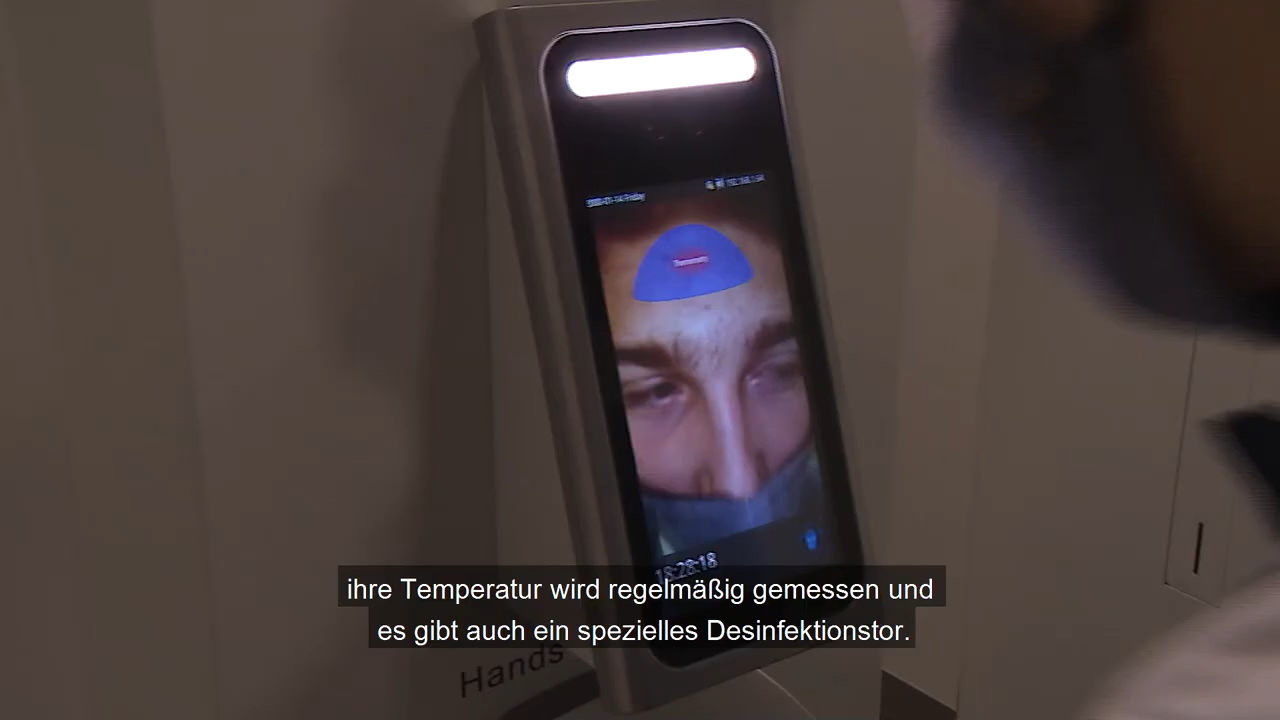 18:28:18
ihre Temperatur wird regelmäßig gemessen und
es gibt auch ein spezielles Desinfektionstor.
Hands